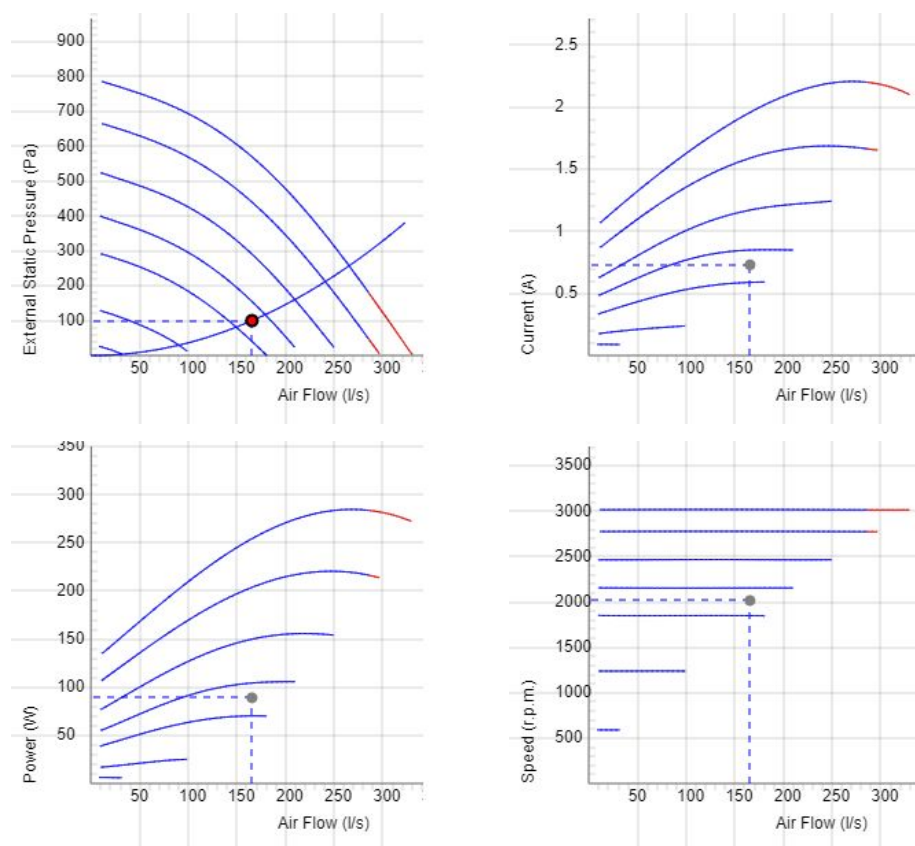 External Static Pressure (Pa)
900
800
700
600
500
400
300
200
100
50 100 150 200 250 300
Air Flow (l/s)
Current (A)
2.5
2
1.5
1
0.5
50 100 150 200 250 300
Air Flow (l/s)
Power (W)
350
300
250
200
150
100
50
50 100 150 200 250 300
Air Flow (l/s)
Speed (r.p.m.)
3500
3000
2500
2000
1500
1000
500
50 100 150 200 250 300
Air Flow (l/s)